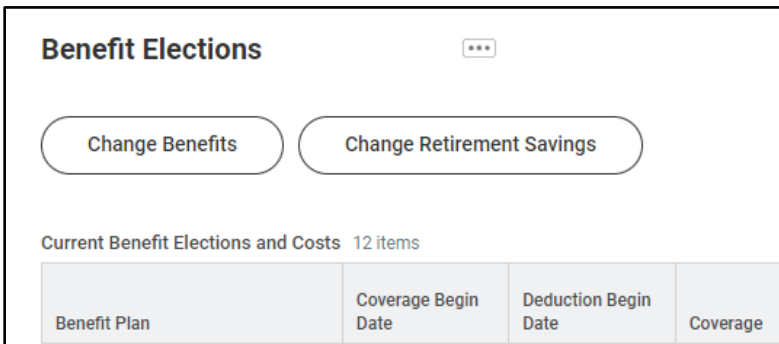 Benefit Elections
Change Benefits Change Retirement Savings
Current Benefit Elections and Costs 12 items
Coverage Begin Deduction Begin
Benefit Plan Date Date Coverage